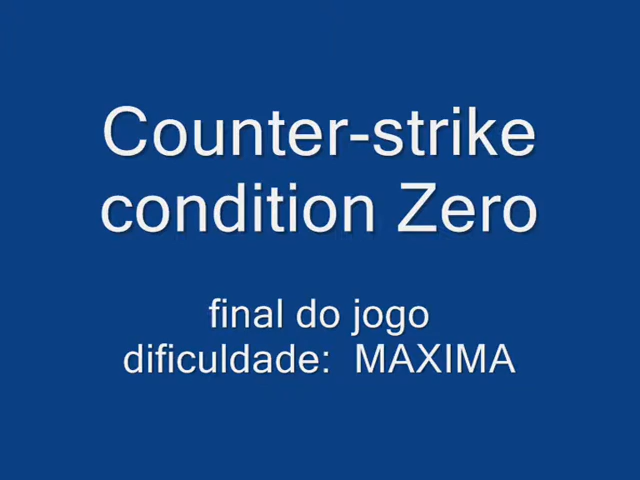 Counter-strike
condition Zero
final do jogo
dificuldade:  MAXIMA